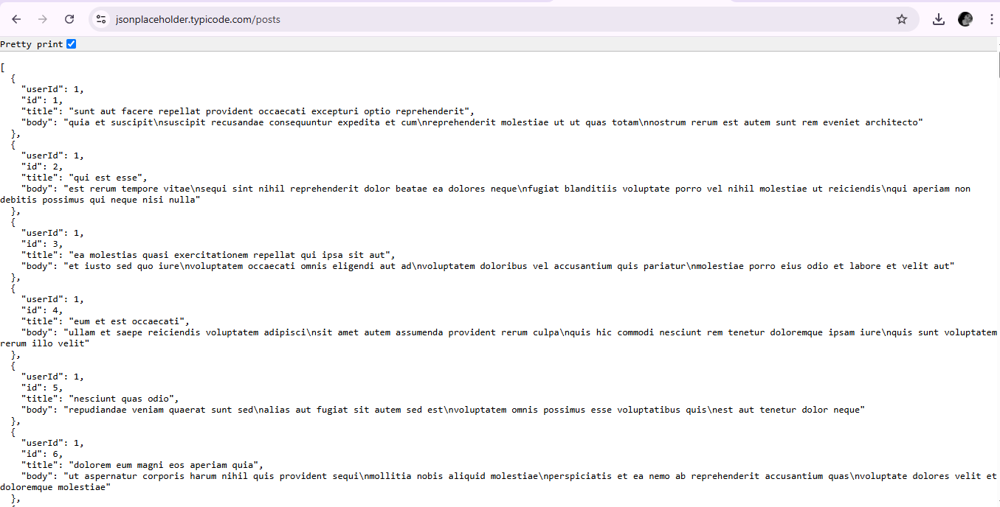 jsonplaceholder.typicode.com/posts
Pretty print
[
  {
    "userId": 1,
    "id": 1,
    "title": "sunt aut facere repellat provident occaecati excepturi optio reprehenderit",
    "body": "quia et suscipit\nsuscipit recusandae consequuntur expedita et cum\nreprehenderit molestiae ut ut quas totam\nnostrum rerum est autem sunt rem eveniet architecto"
  },
  {
    "userId": 1,
    "id": 2,
    "title": "qui est esse",
    "body": "est rerum tempore vitae\nsequi sint nihil reprehenderit dolor beatae ea dolores neque\nfugiat blanditiis voluptate porro vel nihil molestiae ut reiciendis\nqui aperiam non
debitis possimus qui neque nisi nulla"
  },
  {
    "userId": 1,
    "id": 3,
    "title": "ea molestias quasi exercitationem repellat qui ipsa sit aut",
    "body": "et iusto sed quo iure\nvoluptatem occaecati omnis eligendi aut ad\nvoluptatem doloribus vel accusantium quis pariatur\nmolestiae porro eius odio et labore et velit aut"
  },
  {
    "userId": 1,
    "id": 4,
    "title": "eum et est occaecati",
    "body": "ullam et saepe reiciendis voluptatem adipisci\nsit amet autem assumenda provident rerum culpa\nquis hic commodi nesciunt rem tenetur doloremque ipsam iure\nquis sunt voluptatem
rerum illo velit"
  },
  {
    "userId": 1,
    "id": 5,
    "title": "nesciunt quas odio",
    "body": "repudiandae veniam quaerat sunt sed\nalias aut fugiat sit autem sed est\nvoluptatem omnis possimus esse voluptatibus quis\nest aut tenetur dolor neque"
  },
  {
    "userId": 1,
    "id": 6,
    "title": "dolorem eum magni eos aperiam quia",
    "body": "ut aspernatur corporis harum nihil quis provident sequi\nmollitia nobis aliquid molestiae\nperspiciatis et ea nemo ab reprehenderit accusantium quas\nvoluptate dolores velit et
doloremque molestiae"
  },